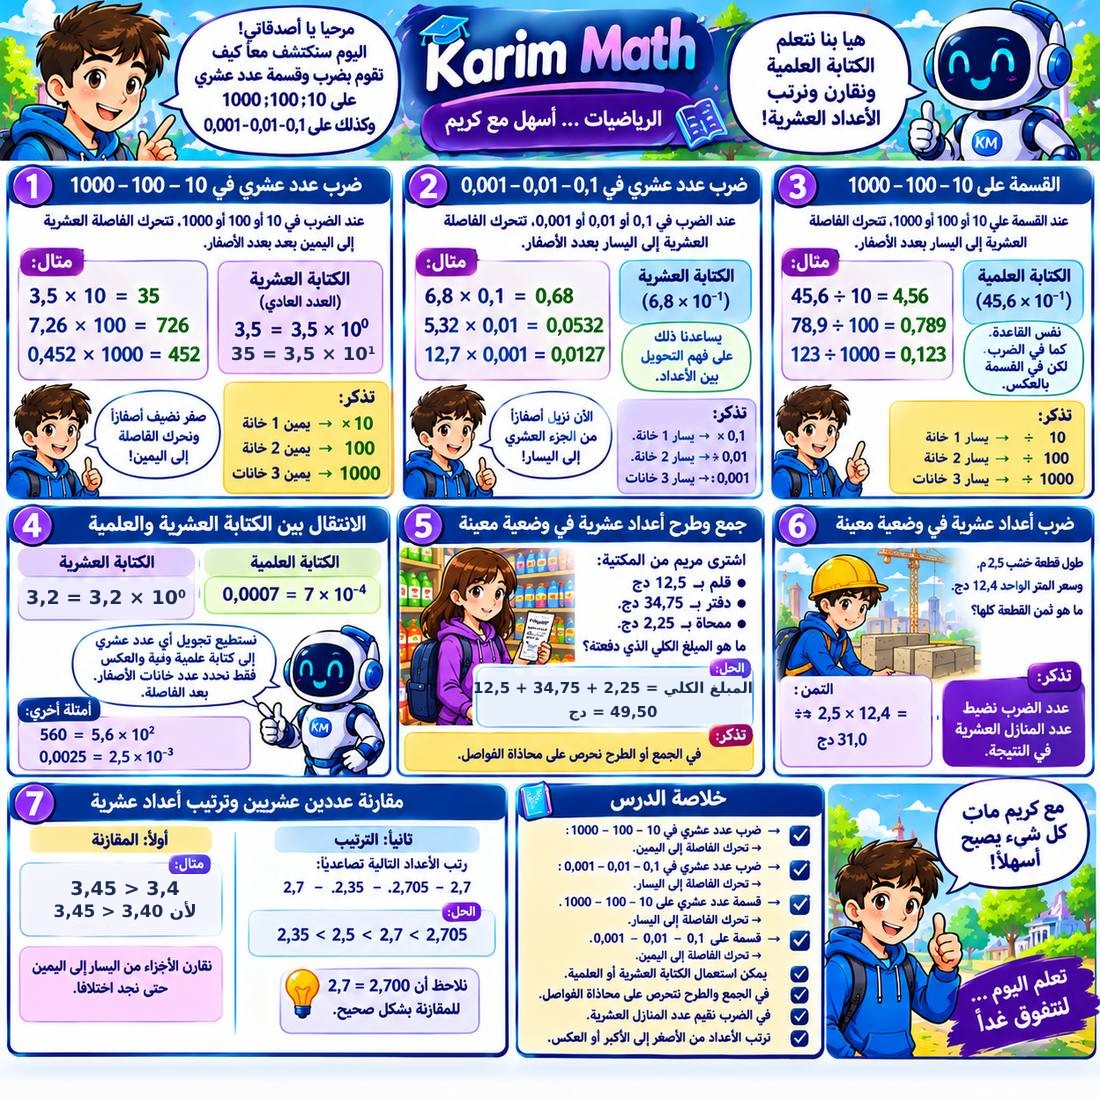 مرحبا يا أصدقائي!
اليوم سنكتشف معاً كيف
نقوم بضرب وقسمة عدد عشري
على 10 ; 100 ; 1000
وكذلك على 0,1-0,01-0,001
Karim Math
الرياضيات ... أسهل مع كريم
هيا بنا نتعلم
الكتابة العلمية
ونقارن ونرتب
الأعداد العشرية!
KM
1 ضرب عدد عشري في 10 – 100 – 1000
عند الضرب في 10 أو 100 أو 1000، تتحرك الفاصلة العشرية
إلى اليمين بعدد بعدد الأصفار.
مثال:
3,5 × 10 = 35
7,26 × 100 = 726
0,452 × 1000 = 452
الكتابة العشرية
(العدد العادي)
3,5 = 3,5 × 10⁰
35 = 3,5 × 10¹
صفر نضيف أصفاراً
ونحرك الفاصلة
إلى اليمين!
تذكر:
× 10 → يمين 1 خانة
100 → يمين 2 خانة
1000 → يمين 3 خانات
2 ضرب عدد عشري في 0,1 – 0,01 – 0,001
عند الضرب في 0,1 أو 0,01 أو 0,001، تتحرك الفاصلة
العشرية إلى اليسار بعدد الأصفار.
مثال:
6,8 × 0,1 = 0,68
5,32 × 0,01 = 0,0532
12,7 × 0,001 = 0,0127
الكتابة العشرية
(6,8 × 10⁻¹)
يساعدنا ذلك
على فهم التحويل
بين الأعداد.
الأن نزيل أصفاراً
من الجزء العشري
إلى اليسار!
تذكر:
× 0,1 → يسار 1 خانة.
÷ 0,01 → يسار 2 خانة.
0,001 : → يسار 3 خانات
3 القسمة على 10 – 100 – 1000
عند القسمة على 10 أو 100 أو 1000، تتحرك الفاصلة
العشرية إلى اليسار بعدد الأصفار.
مثال:
45,6 ÷ 10 = 4,56
78,9 ÷ 100 = 0,789
123 ÷ 1000 = 0,123
الكتابة العلمية
(45,6 × 10⁻¹)
نفس القاعدة.
كما في الضرب.
لكن في القسمة
بالعكس.
تذكر:
10 ÷ → يسار 1 خانة
100 ÷ → يسار 2 خانة
1000 ÷ → يسار 3 خانات
4 الانتقال بين الكتابة العشرية والعلمية
الكتابة العلمية
0,0007 = 7 × 10⁻⁴
الكتابة العشرية
3,2 = 3,2 × 10⁰
نستطيع تحويل أي عدد عشري
إلى كتابة علمية وفية والعكس
فقط نحدد عدد خانات الأصفار.
بعد الفاصلة.
أمثلة أخرى:
560 = 5,6 × 10²
0,0025 = 2,5 × 10⁻³
KM
5 جمع وطرح أعداد عشرية في وضعية معينة
اشترى مريم من المكتبة:
● قلم بـ 12,5 دج
● دفتر بـ 34,75 دج.
● ممحاة بـ 2,25 دج.
ما هو المبلغ الكلي الذي دفعتة؟
الحل:
المبلغ الكلي = 2,25 + 34,75 + 12,5
49,50 = دج
تذكر:
في الجمع أو الطرح نحرص على محاذاة الفواصل.
6 ضرب أعداد عشرية في وضعية معينة
طول قطعة خشب 2,5 م.
وسعر المتر الواحد 12,4 دج.
ما هو ثمن القطعة كلها؟
الثمن:
2,5 × 12,4 =
31,0 دج
تذكر:
عدد الضرب نضيط
عدد المنازل العشرية
في النتيجة.
7 مقارنة عددين عشريين وترتيب أعداد عشرية
أولاً: المقارنة
مثال:
3,45 > 3,4
لأن 3,40 < 3,45
نقارن الأجزاء من اليسار إلى اليمين
حتى نجد اختلافا.
ثانياً: الترتيب
رتب الأعداد التالية تصاعدياً:
2,7 – .2,35 – .2,705 – 2,7
الحل:
2,35 < 2,5 < 2,7 < 2,705
نلاحظ أن 2,700 = 2,7
للمقارنة بشكل صحيح.
خلاصة الدرس
→ ضرب عدد عشري في 10 – 100 – 1000 :
→ تحرك الفاصلة إلى اليمين.
→ ضرب عدد عشري في 0,1 – 0,01 – 0,001 :
→ تحرك الفاصلة إلى اليسار.
→ قسمة عدد عشري على 10 – 100 – 1000 .
→ تحرك الفاصلة إلى اليسار.
→ قسمة على 0,1 – 0,01 – 0,001.
→ تحرك الفاصلة إلى اليمين.
يمكن استعمال الكتابة العشرية أو العلمية.
في الجمع والطرح نتحرص على محاذاة الفواصل.
في الضرب نقيم عدد المنازل العشرية.
ترتب الأعداد من الأصغر إلى الأكبر أو العكس.
مع كريم ماث
كل شيء يصبح
أسهلاً!
تعلم اليوم ...
لنتفوق غداً